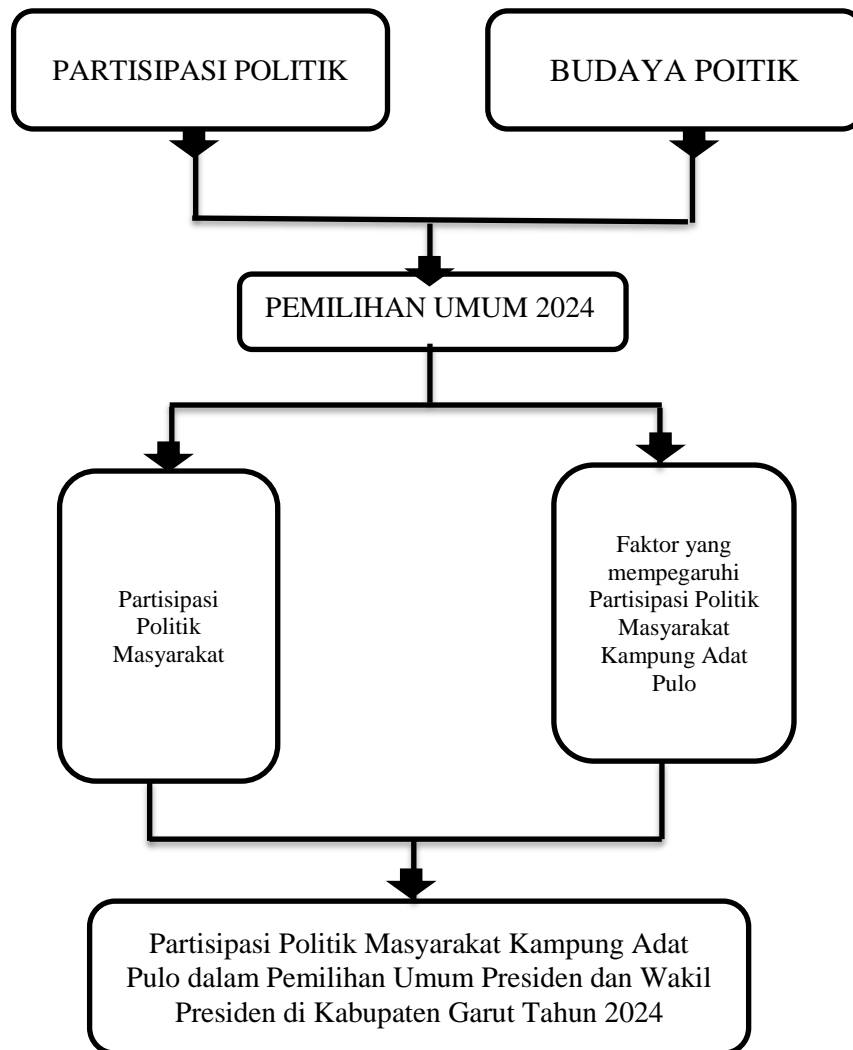 PARTISIPASI POLITIK
BUDAYA POITIK
PEMILIHAN UMUM 2024
Partisipasi
Politik
Masyarakat
Faktor yang
mempegaruhi
Partisipasi Politik
Masyarakat
Kampung Adat
Pulo
Partisipasi Politik Masyarakat Kampung Adat
Pulo dalam Pemilihan Umum Presiden dan Wakil
Presiden di Kabupaten Garut Tahun 2024